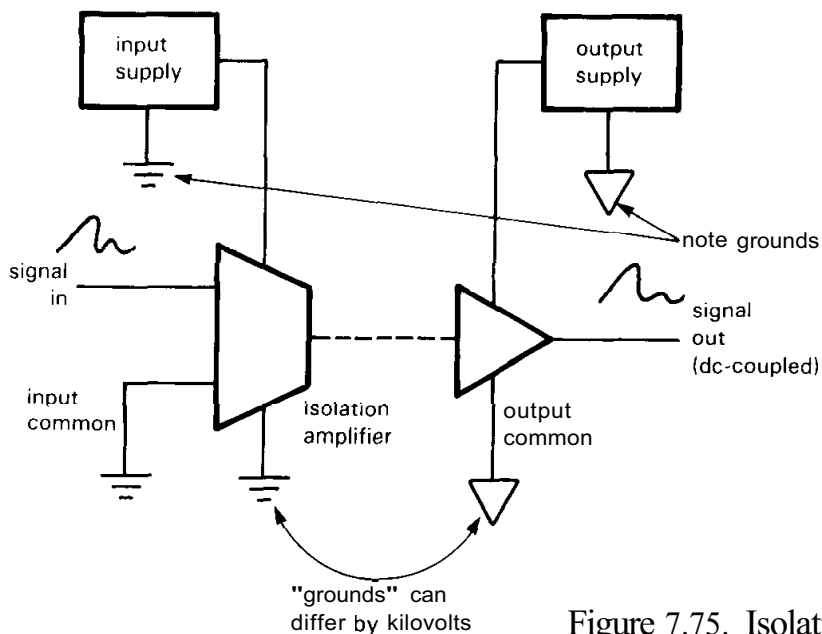 input
supply
output
supply
note grounds
signal
in
signal
out
(dc-coupled)
input
common
isolation
amplifier
output
common
"grounds" can
differ by kilovolts
Figure 7.75. Isolat